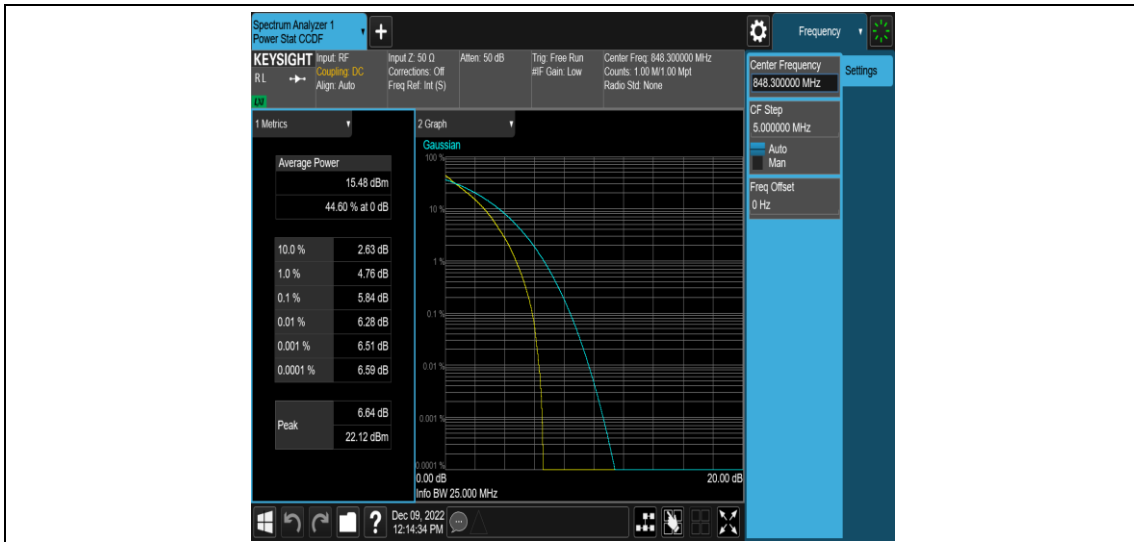 Spectrum Analyzer 1
Power Stat CCDF
Frequency
KEYSIGHT
RL
LXI
Input: RF
Coupling: DC
Align: Auto
Input Z: 50 Ω
Corrections: Off
Freq Ref: Int (S)
Atten: 50 dB
Trig: Free Run
#IF Gain: Low
Center Freq: 848.300000 MHz
Counts: 1.00 M/1.00 Mpt
Radio Std: None
Center Frequency
848.300000 MHz
Settings
CF Step
5.000000 MHz
Auto
Man
Freq Offset
0 Hz
1 Metrics
Average Power
15.48 dBm
44.60 % at 0 dB
10.0 % 2.63 dB
1.0 % 4.76 dB
0.1 % 5.84 dB
0.01 % 6.28 dB
0.001 % 6.51 dB
0.0001 % 6.59 dB
Peak
6.64 dB
22.12 dBm
2 Graph
Gaussian
100 %
10 %
1 %
0.1 %
0.01 %
0.001 %
0.0001 %
0.00 dB 20.00 dB
Info BW 25.000 MHz
Dec 09, 2022
12:14:34 PM